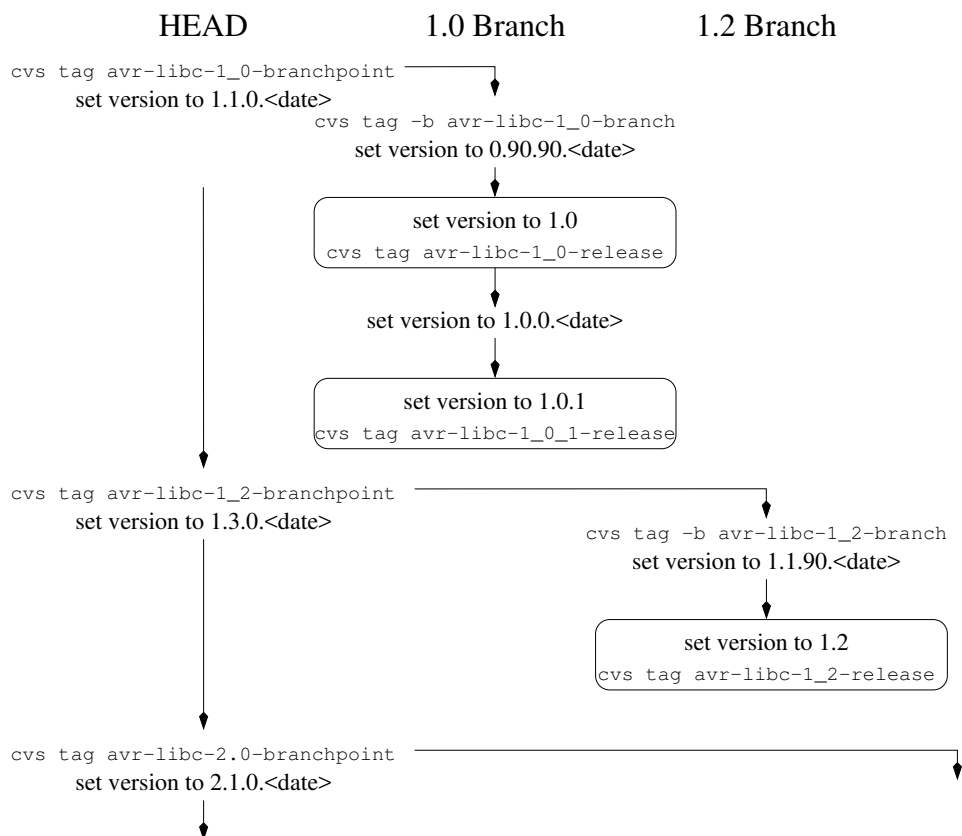 HEAD 1.0 Branch 1.2 Branch
cvs tag avr-libc-1_0-branchpoint
set version to 1.1.0.<date>
cvs tag -b avr-libc-1_0-branch
set version to 0.90.90.<date>
set version to 1.0
cvs tag avr-libc-1_0-release
set version to 1.0.0.<date>
set version to 1.0.1
cvs tag avr-libc-1_0_1-release
cvs tag avr-libc-1_2-branchpoint
set version to 1.3.0.<date>
cvs tag -b avr-libc-1_2-branch
set version to 1.1.90.<date>
set version to 1.2
cvs tag avr-libc-1_2-release
cvs tag avr-libc-2.0-branchpoint
set version to 2.1.0.<date>